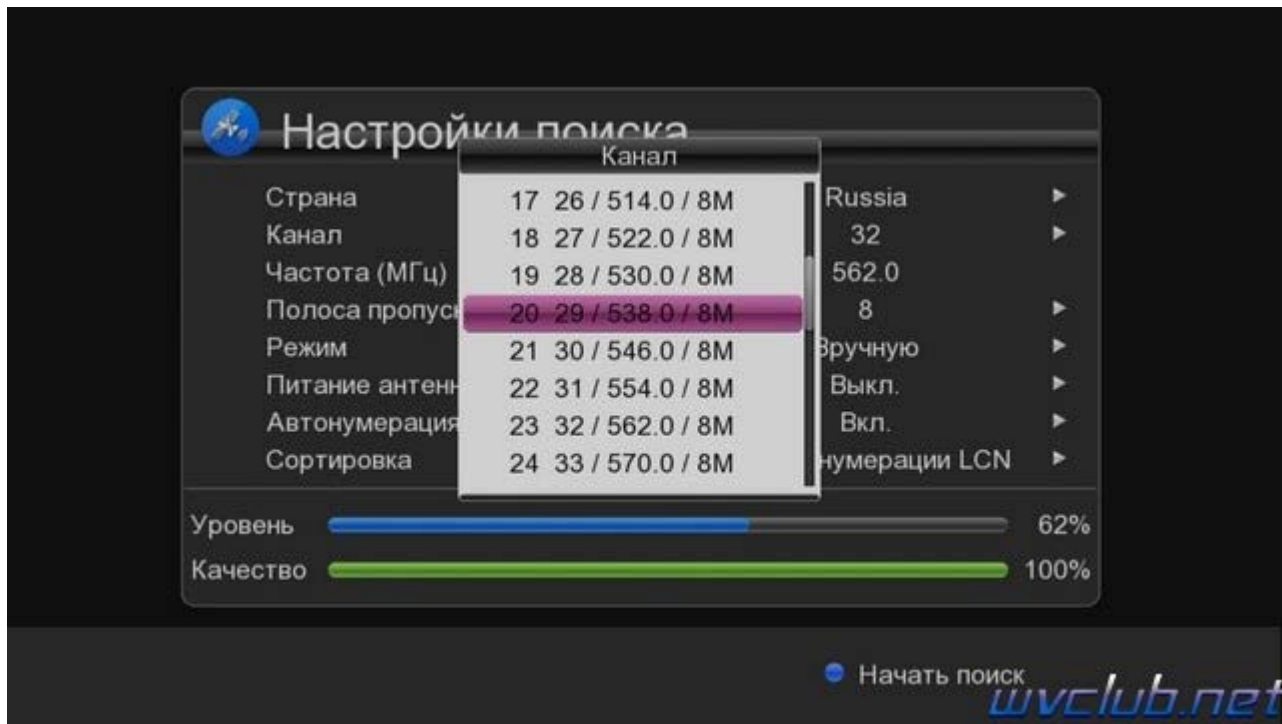 Настройки поиска
Канал
Страна
17 26 / 514.0 / 8M
Russia
Канал
18 27 / 522.0 / 8M
32
Частота (МГц)
19 28 / 530.0 / 8M
562.0
Полоса
20 29 / 538.0 / 8M
8
Режим
21 30 / 546.0 / 8M
Вручную
Питание
22 31 / 554.0 / 8M
Выкл.
Автонумерация
23 32 / 562.0 / 8M
Вкл.
Сортировка
24 33 / 570.0 / 8M
нумерации LCN
Уровень 62%
Качество 100%
Начать поиск
wvclub.net